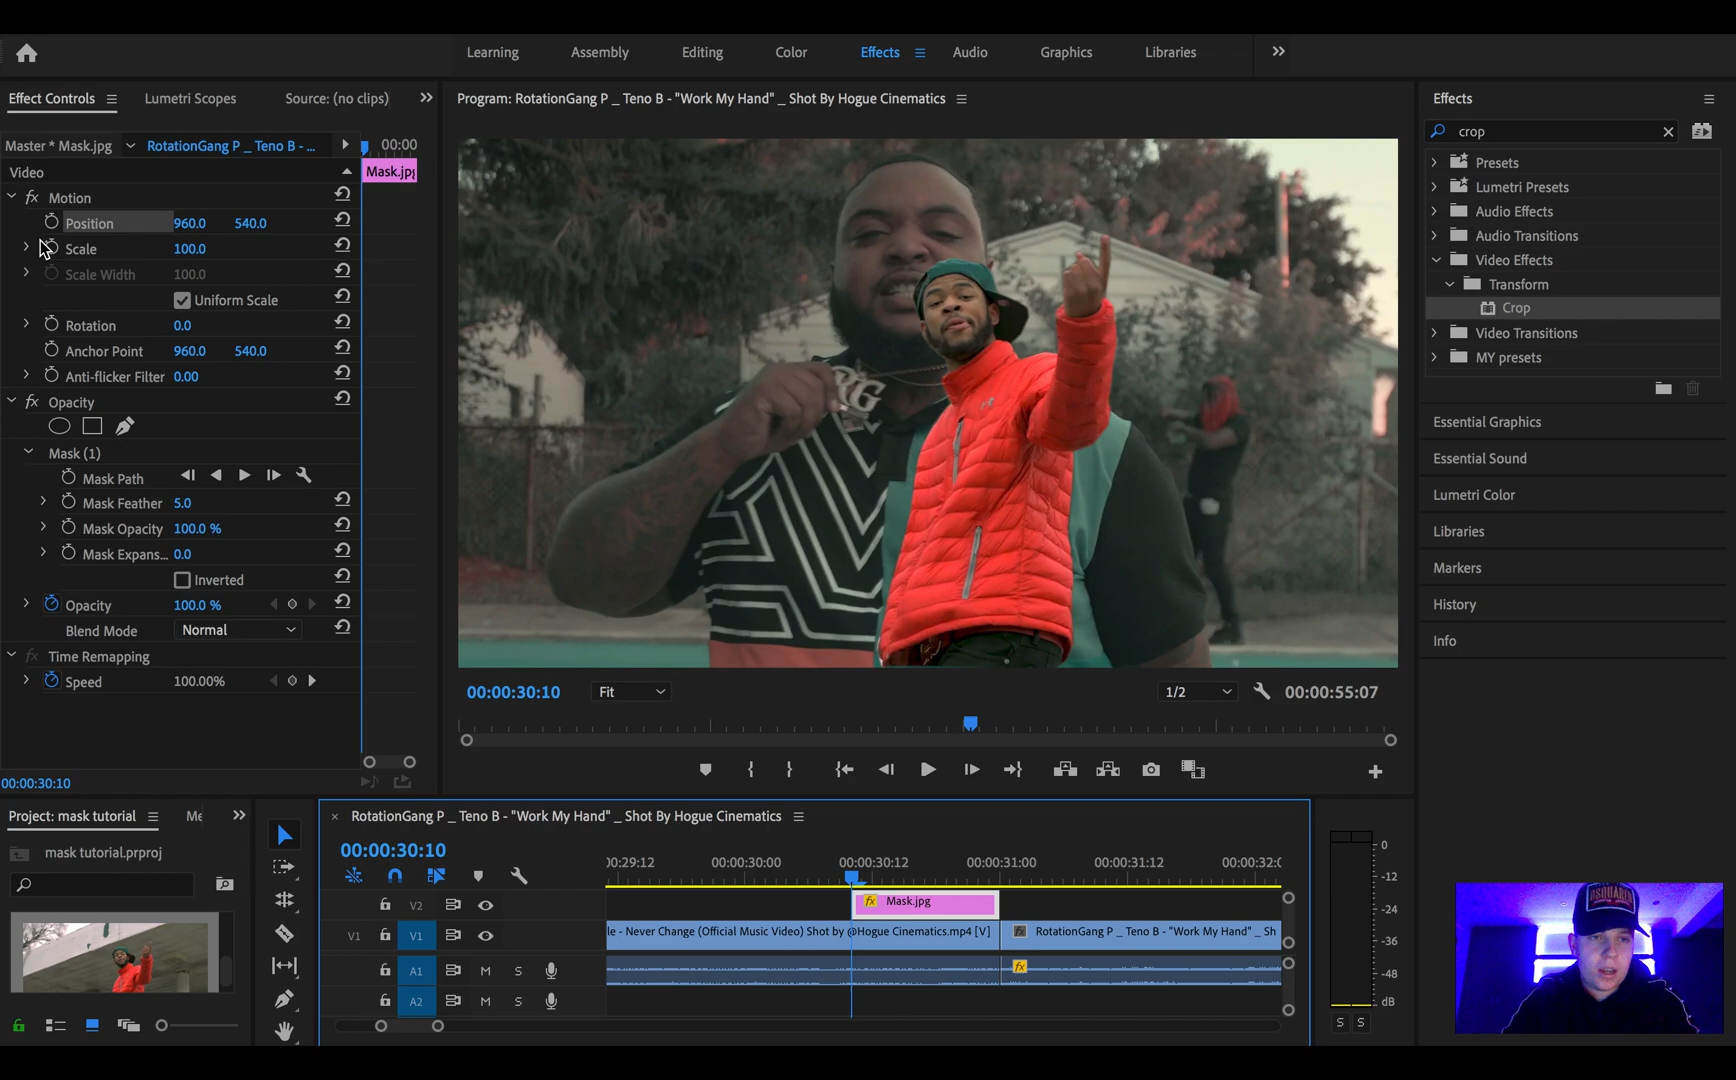 Learning Assembly Editing Color Effects Audio Graphics Libraries
Effect Controls Lumetri Scopes Source: (no clips)
Program: RotationGang P _ Teno B - "Work My Hand" _ Shot By Hogue Cinematics
Effects
crop
Master * Mask.jpg RotationGang P _ Teno B - ... 00:00
Video Mask.jpg
Motion
Position 960.0 540.0
Scale 100.0
Scale Width 100.0
Uniform Scale
Rotation 0.0
Anchor Point 960.0 540.0
Anti-flicker Filter 0.00
Opacity
Mask (1)
Mask Path
Mask Feather 5.0
Mask Opacity 100.0 %
Mask Expans... 0.0
Inverted
Opacity 100.0 %
Blend Mode Normal
Time Remapping
Speed 100.00%
00:00:30:10
RG
00:00:30:10 Fit 1/2 00:00:55:07
Presets
Lumetri Presets
Audio Effects
Audio Transitions
Video Effects
Transform
Crop
Video Transitions
MY presets
Essential Graphics
Essential Sound
Lumetri Color
Libraries
Markers
History
Info
Project: mask tutorial Me
mask tutorial.prproj
RotationGang P _ Teno B - "Work My Hand" _ Shot By Hogue Cinematics
00:00:30:10
00:29:12 00:00:30:00 00:00:30:12 00:00:31:00 00:00:31:12 00:00:32:0
V2 fx Mask.jpg
V1 V1 le - Never Change (Official Music Video) Shot by @Hogue Cinematics.mp4 [V] fx RotationGang P _ Teno B - "Work My Hand" _ Sh
A1 M S fx
A2 M S
0
-12
-24
-36
-48
dB
S S
DSQUARED2